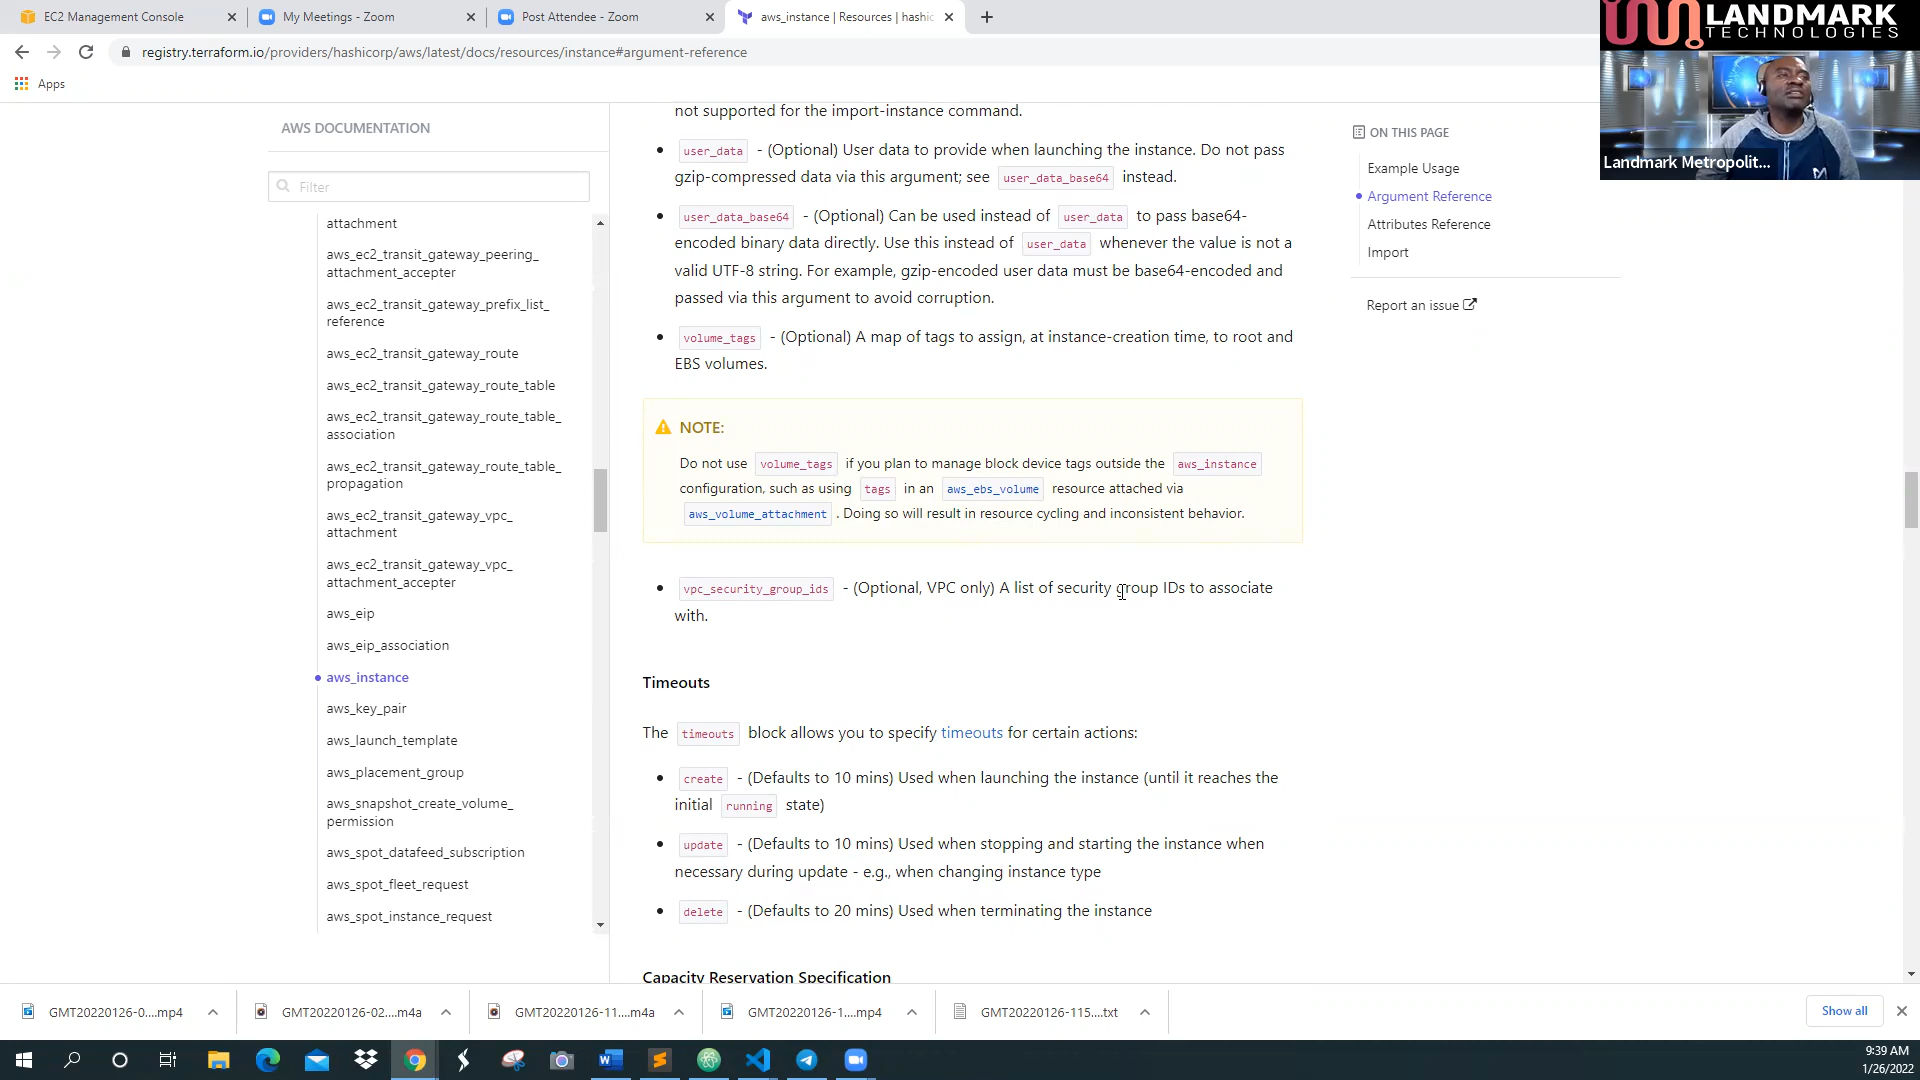 EC2 Management Console
My Meetings - Zoom
Post Attendee - Zoom
aws_instance | Resources | hashic
registry.terraform.io/providers/hashicorp/aws/latest/docs/resources/instance#argument-reference
Apps
LANDMARK
TECHNOLOGIES
Landmark Metropolit...
AWS DOCUMENTATION
Filter
attachment
aws_ec2_transit_gateway_peering_
attachment_accepter
aws_ec2_transit_gateway_prefix_list_
reference
aws_ec2_transit_gateway_route
aws_ec2_transit_gateway_route_table
aws_ec2_transit_gateway_route_table_
association
aws_ec2_transit_gateway_route_table_
propagation
aws_ec2_transit_gateway_vpc_
attachment
aws_ec2_transit_gateway_vpc_
attachment_accepter
aws_eip
aws_eip_association
aws_instance
aws_key_pair
aws_launch_template
aws_placement_group
aws_snapshot_create_volume_
permission
aws_spot_datafeed_subscription
aws_spot_fleet_request
aws_spot_instance_request
not supported for the import-instance command.
user_data - (Optional) User data to provide when launching the instance. Do not pass
gzip-compressed data via this argument; see user_data_base64 instead.
user_data_base64 - (Optional) Can be used instead of user_data to pass base64-
encoded binary data directly. Use this instead of user_data whenever the value is not a
valid UTF-8 string. For example, gzip-encoded user data must be base64-encoded and
passed via this argument to avoid corruption.
volume_tags - (Optional) A map of tags to assign, at instance-creation time, to root and
EBS volumes.
NOTE:
Do not use volume_tags if you plan to manage block device tags outside the aws_instance
configuration, such as using tags in an aws_ebs_volume resource attached via
aws_volume_attachment . Doing so will result in resource cycling and inconsistent behavior.
vpc_security_group_ids - (Optional, VPC only) A list of security group IDs to associate
with.
Timeouts
The timeouts block allows you to specify timeouts for certain actions:
create - (Defaults to 10 mins) Used when launching the instance (until it reaches the
initial running state)
update - (Defaults to 10 mins) Used when stopping and starting the instance when
necessary during update - e.g., when changing instance type
delete - (Defaults to 20 mins) Used when terminating the instance
Capacity Reservation Specification
ON THIS PAGE
Example Usage
Argument Reference
Attributes Reference
Import
Report an issue
GMT20220126-0....mp4
GMT20220126-02....m4a
GMT20220126-11....m4a
GMT20220126-1....mp4
GMT20220126-115....txt
Show all
9:39 AM
1/26/2022